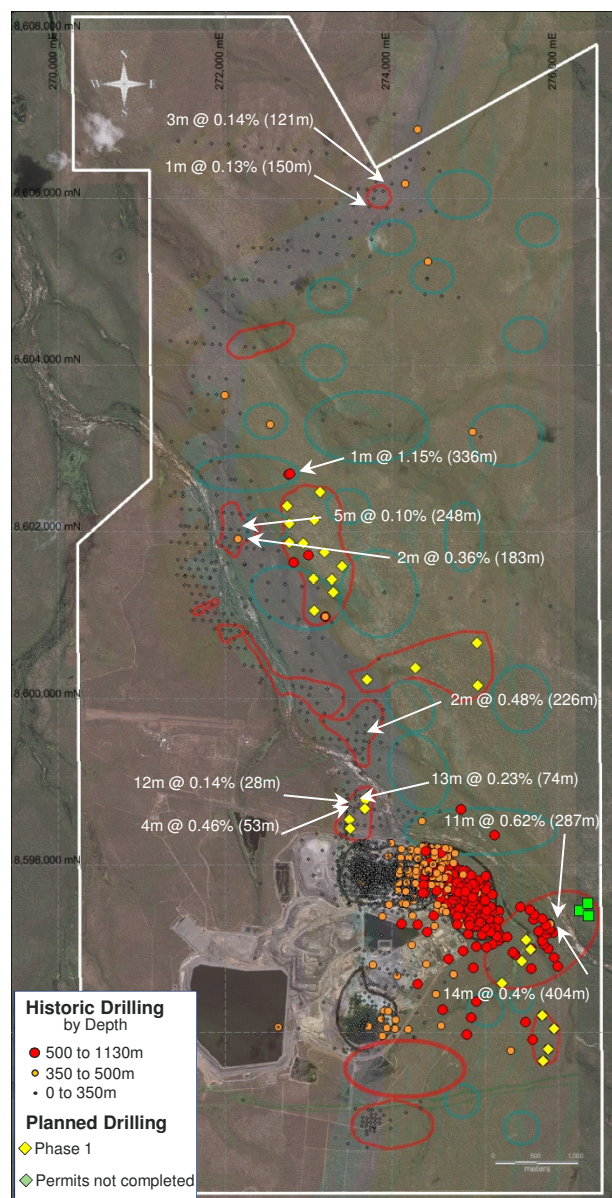 8,608,000 mN
270,000 mE
272,000 mE
274,000 mE
276,000 mE
3m @ 0.14% (121m)
1m @ 0.13% (150m)
8,606,000 mN
8,604,000 mN
1m @ 1.15% (336m)
5m @ 0.10% (248m)
8,602,000 mN
2m @ 0.36% (183m)
8,600,000 mN
2m @ 0.48% (226m)
12m @ 0.14% (28m)
13m @ 0.23% (74m)
4m @ 0.46% (53m)
11m @ 0.62% (287m)
8,598,000 mN
14m @ 0.4% (404m)
Historic Drilling
by Depth
500 to 1130m
350 to 500m
0 to 350m
Planned Drilling
Phase 1
Permits not completed
0
500
1,000
meters